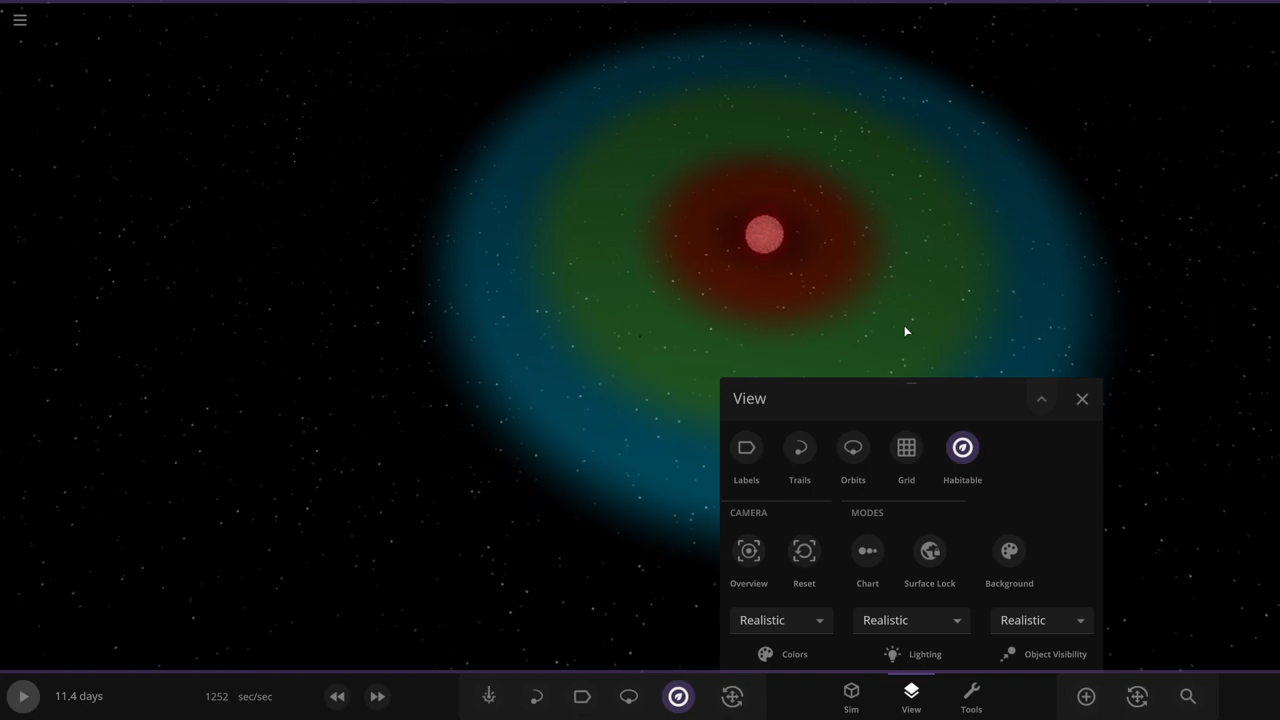 View
Labels Trails Orbits Grid Habitable
CAMERA MODES
Overview Reset Chart Surface Lock Background
Realistic Realistic Realistic
Colors Lighting Object Visibility
11.4 days 1252 sec/sec Sim View Tools